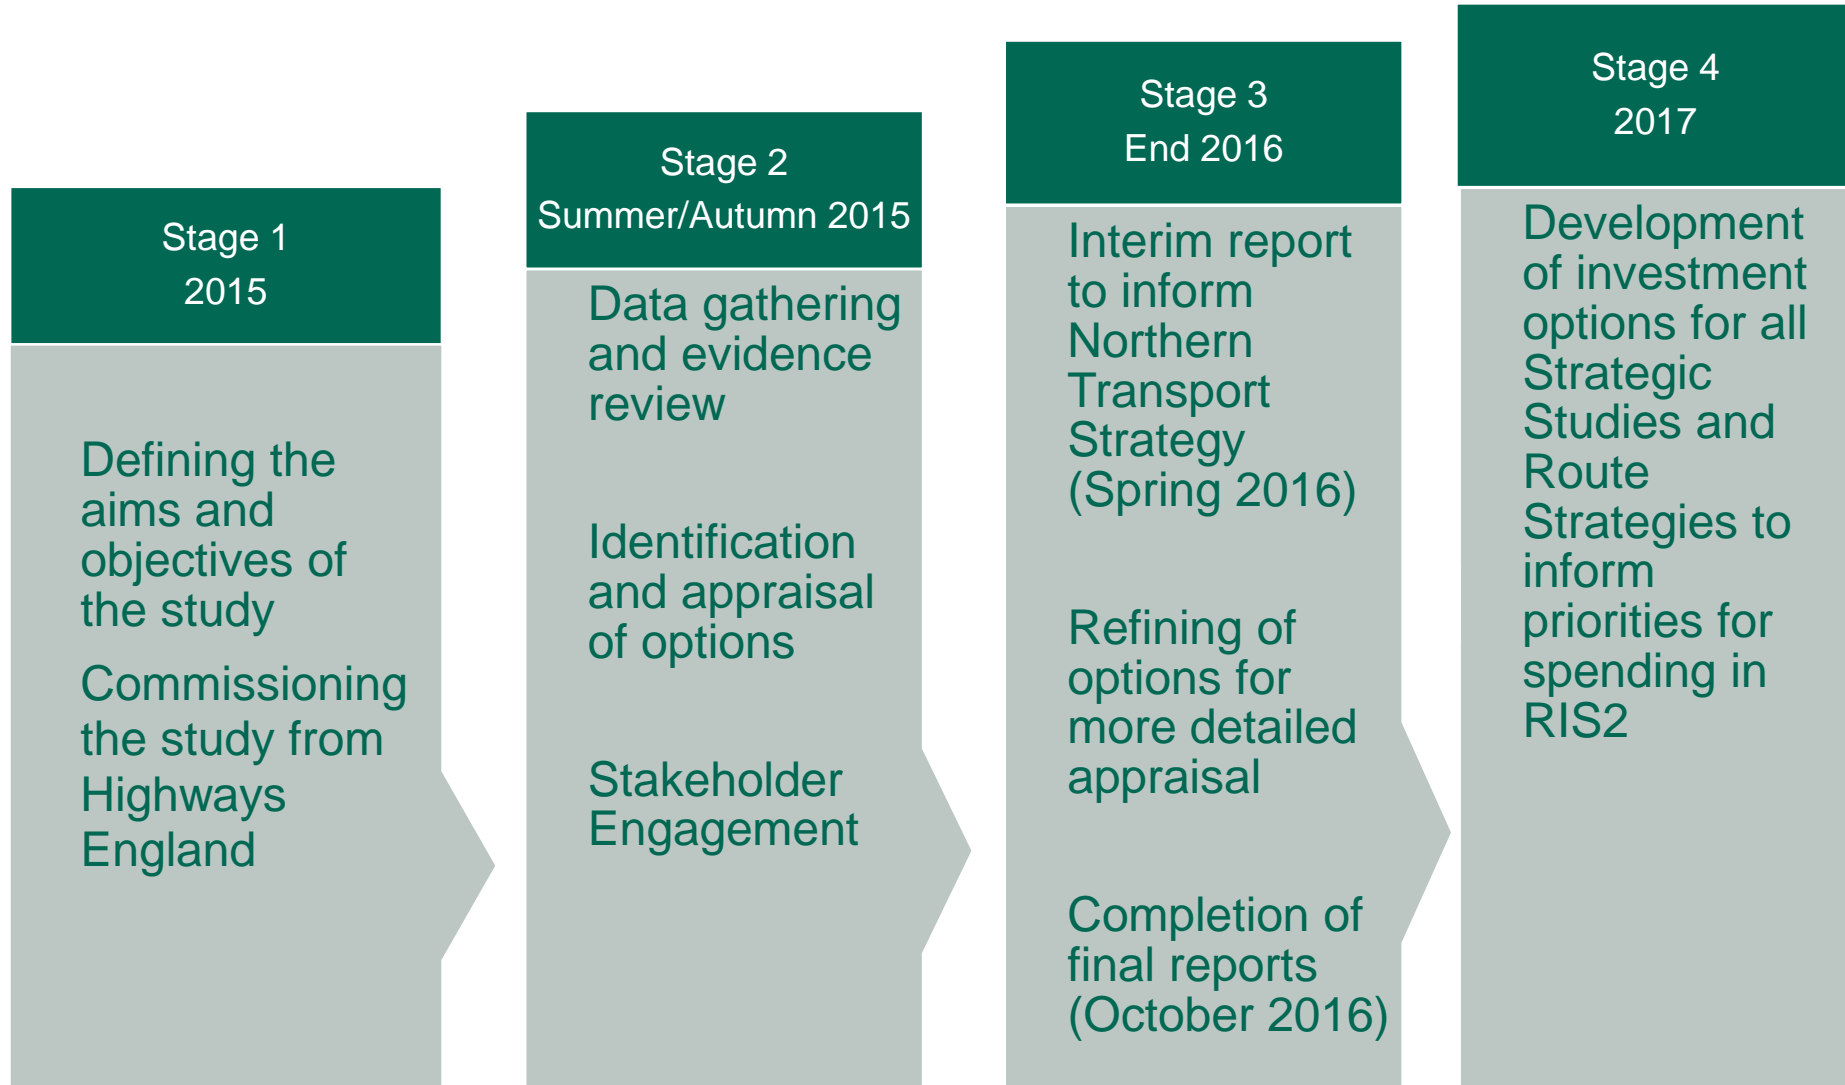 Stage 1
2015
Defining the
aims and
objectives of
the study
Commissioning
the study from
Highways
England
Stage 2
Summer/Autumn 2015
Data gathering
and evidence
review
Identification
and appraisal
of options
Stakeholder
Engagement
Stage 3
End 2016
Interim report
to inform
Northern
Transport
Strategy
(Spring 2016)
Refining of
options for
more detailed
appraisal
Completion of
final reports
(October 2016)
Stage 4
2017
Development
of investment
options for all
Strategic
Studies and
Route
Strategies to
inform
priorities for
spending in
RIS2